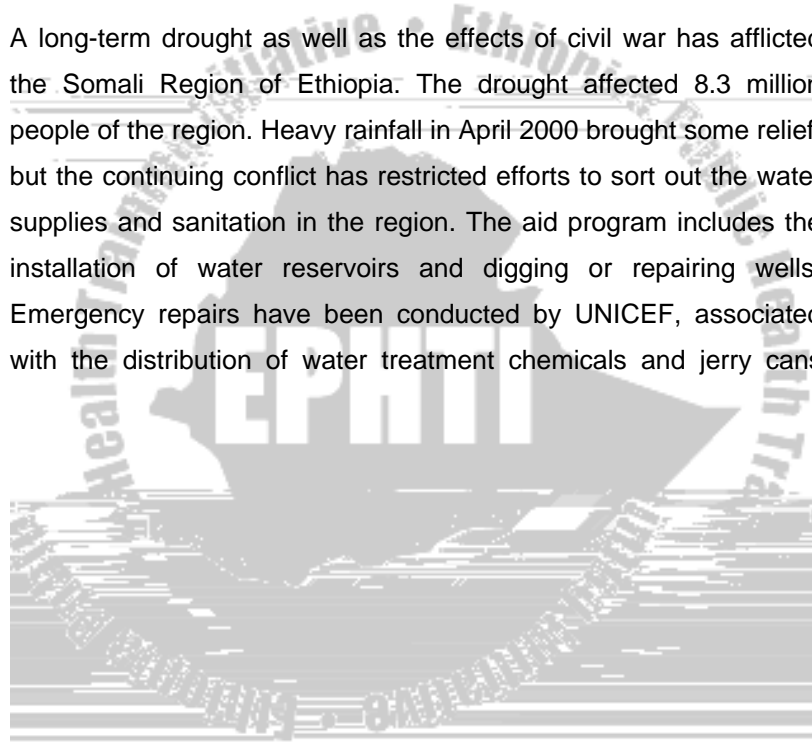 A long-term drought as well as the effects of civil war has afflicted
the Somali Region of Ethiopia. The drought affected 8.3 million
people of the region. Heavy rainfall in April 2000 brought some relief
but the continuing conflict has restricted efforts to sort out the wate
supplies and sanitation in the region. The aid program includes the
installation of water reservoirs and digging or repairing wells
Emergency repairs have been conducted by UNICEF, associated
with the distribution of water treatment chemicals and jerry cans
EPHTI